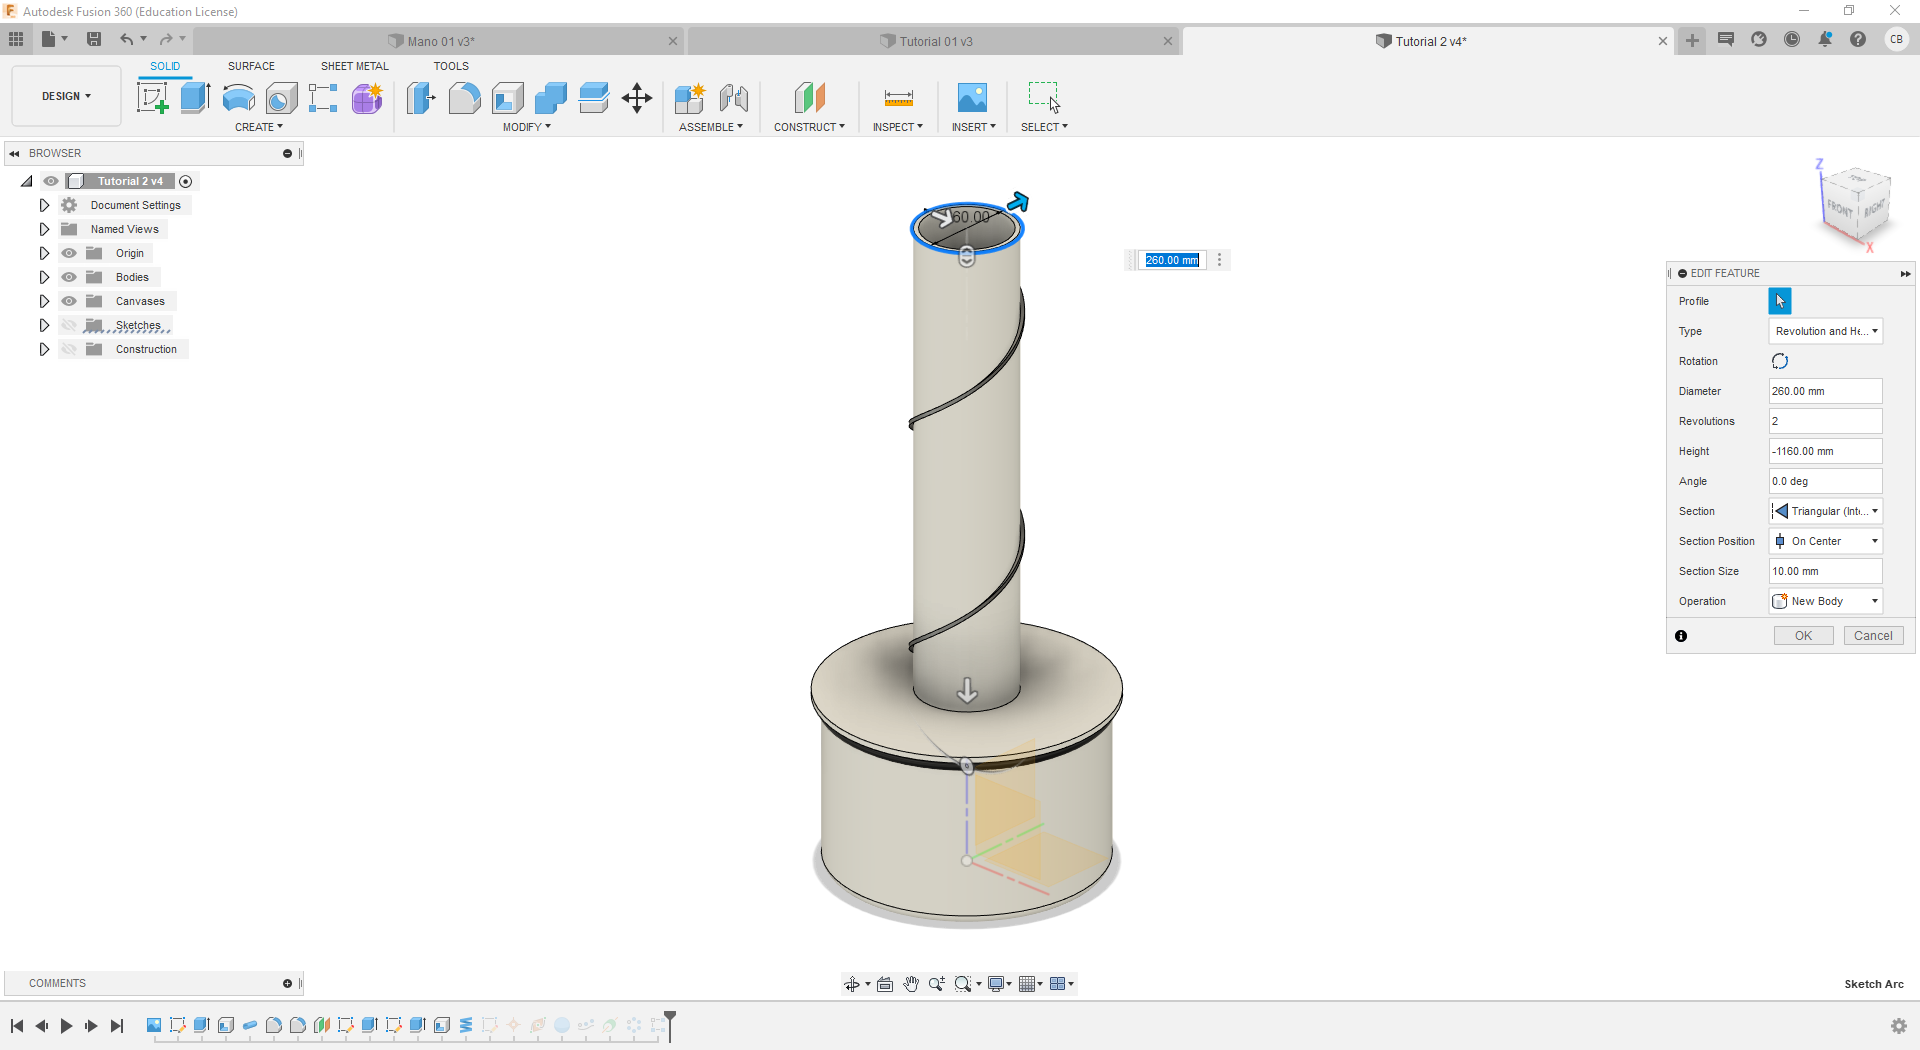 Autodesk Fusion 360 (Education License)
Mano 01 v3*
Tutorial 01 v3
Tutorial 2 v4*
CB
DESIGN
SOLID
SURFACE
SHEET METAL
TOOLS
CREATE
MODIFY
ASSEMBLE
CONSTRUCT
INSPECT
INSERT
SELECT
BROWSER
Tutorial 2 v4
Document Settings
Named Views
Origin
Bodies
Canvases
Sketches
Construction
60.00
260.00 mm
Z
TOP
FRONT
RIGHT
X
EDIT FEATURE
Profile
Type Revolution and He...
Rotation
Diameter 260.00 mm
Revolutions 2
Height -1160.00 mm
Angle 0.0 deg
Section Triangular (Inte...
Section Position On Center
Section Size 10.00 mm
Operation New Body
OK Cancel
COMMENTS
Sketch Arc